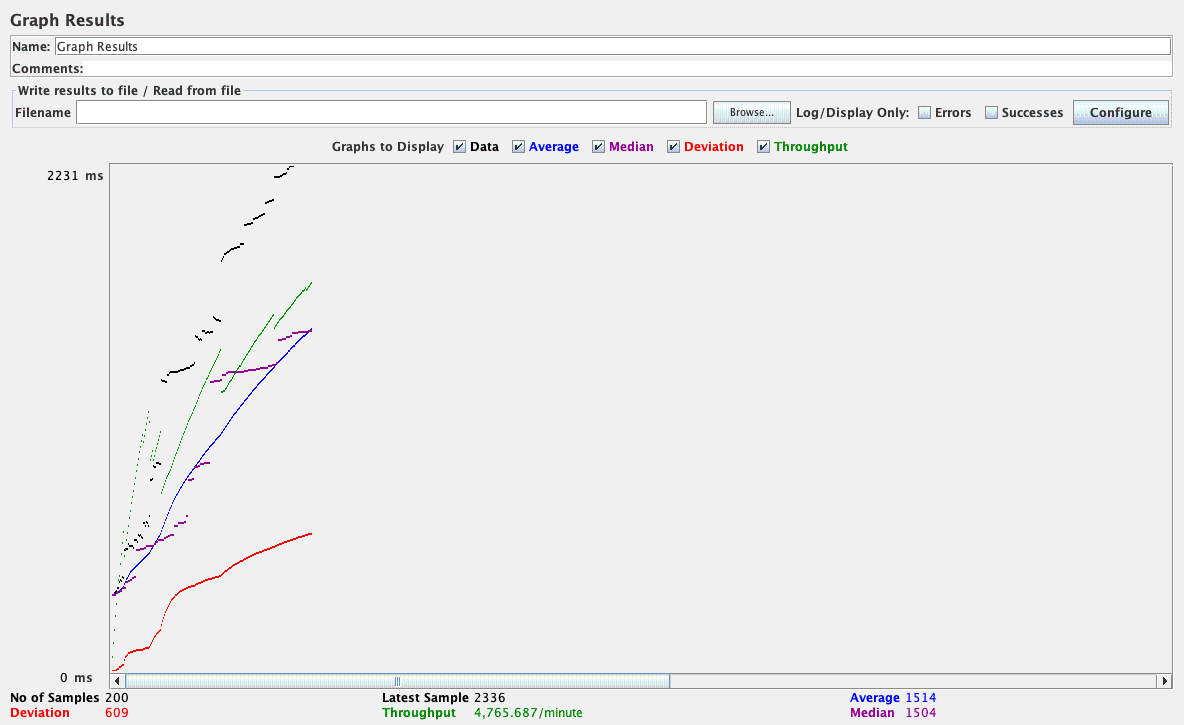 Graph Results
Name: Graph Results
Comments:
Write results to file / Read from file
Filename Browse... Log/Display Only: Errors Successes Configure
Graphs to Display Data Average Median Deviation Throughput
2231 ms
0 ms
No of Samples 200 Latest Sample 2336 Average 1514
Deviation 609 Throughput 4,765.687/minute Median 1504